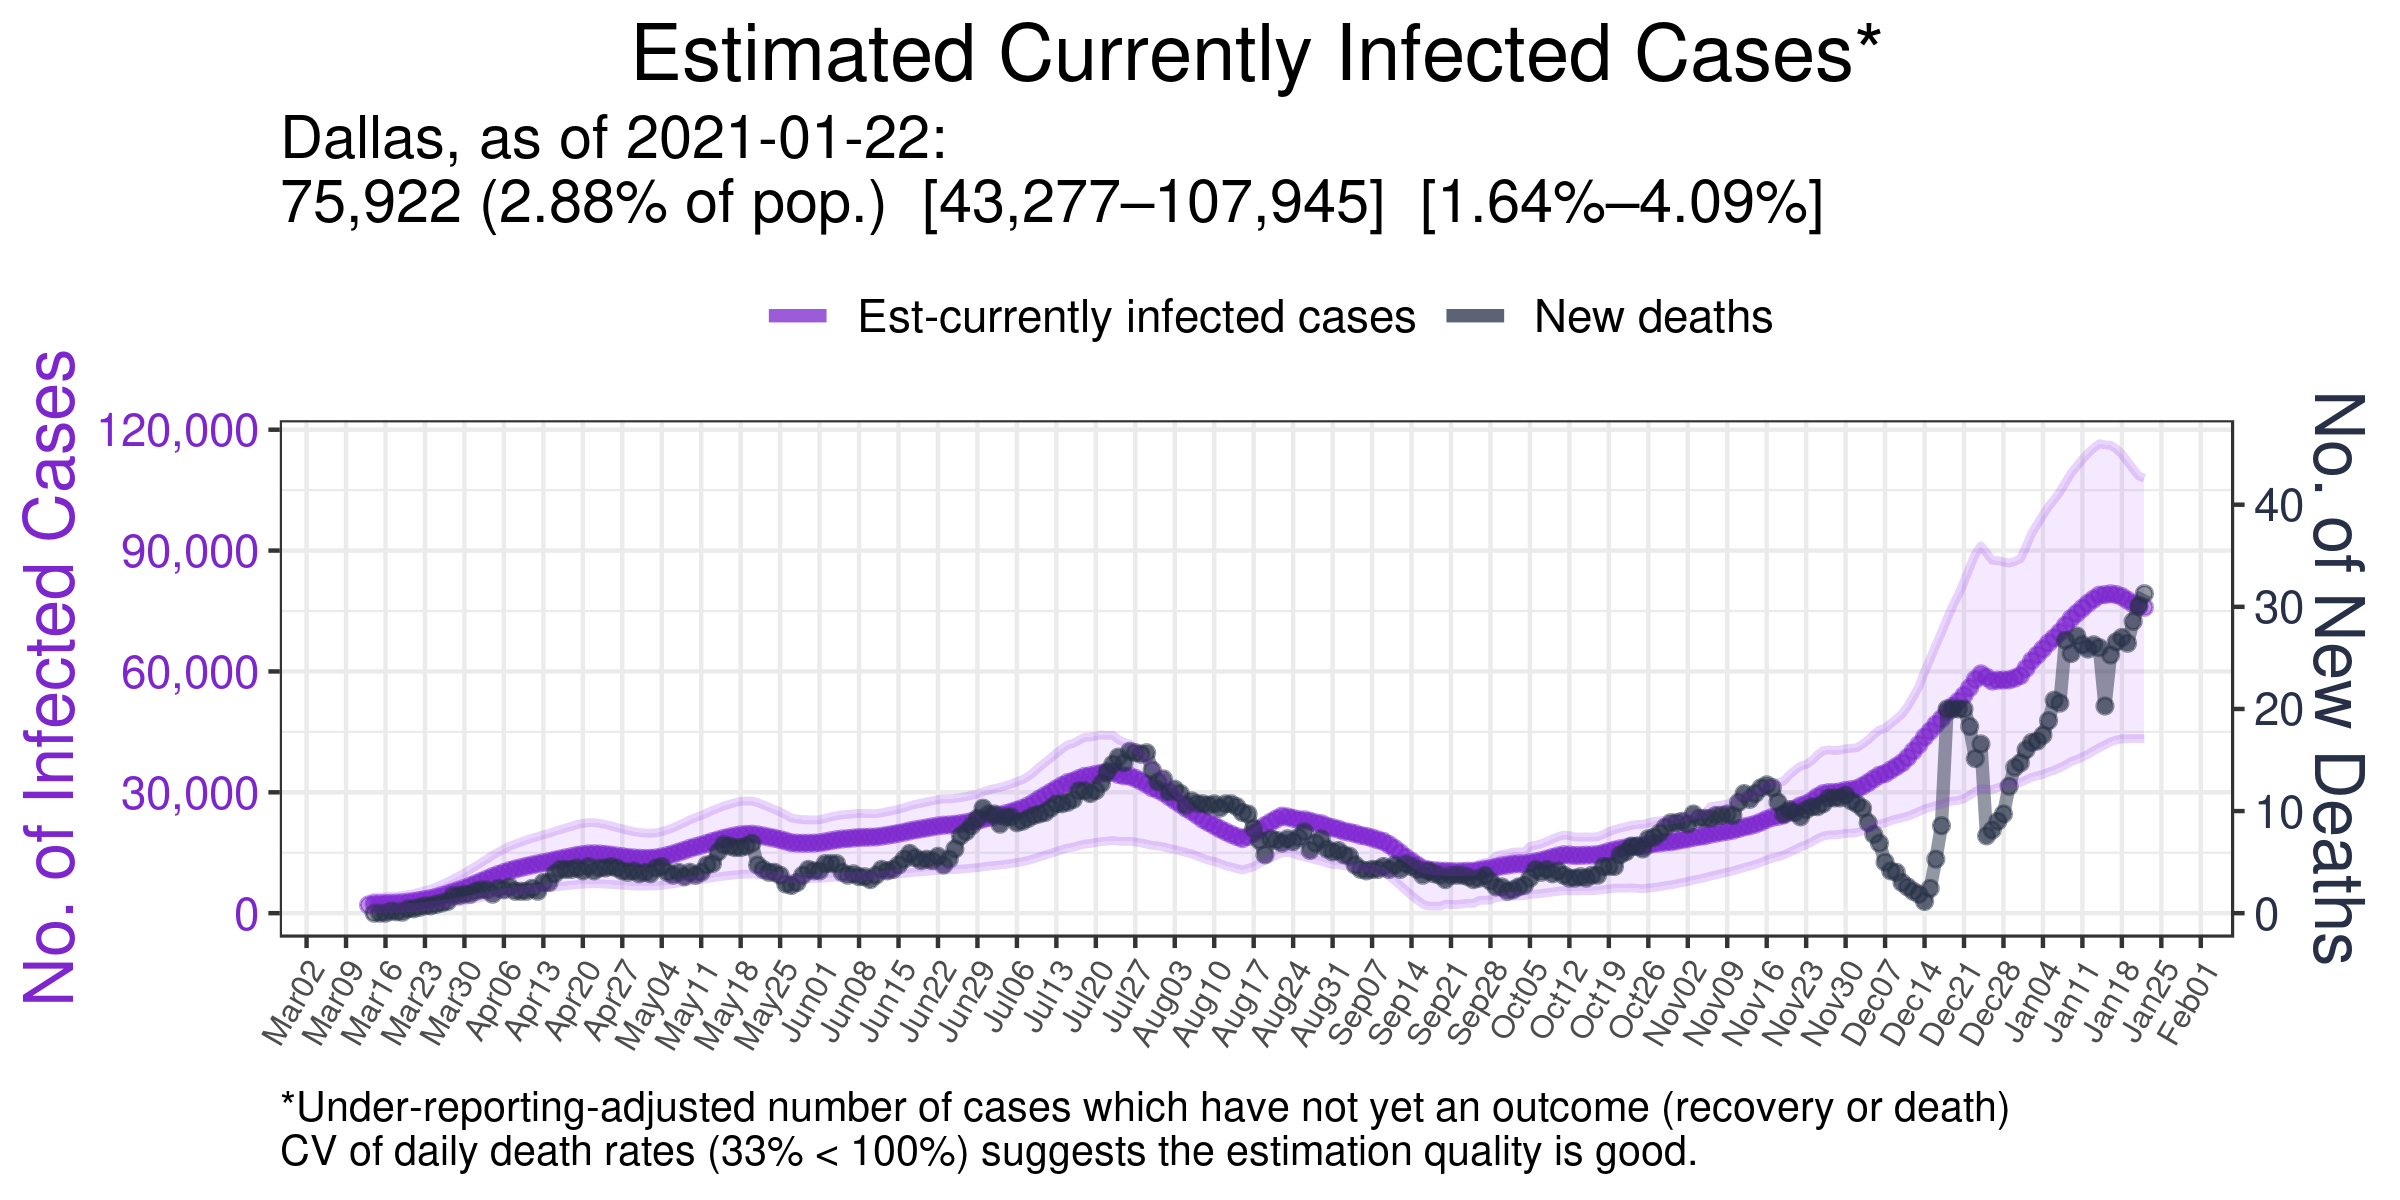 Estimated Currently Infected Cases*
Dallas, as of 2021-01-22:
75,922 (2.88% of pop.) [43,277–107,945] [1.64%–4.09%]
Est-currently infected cases
New deaths
No. of Infected Cases
120,000
90,000
60,000
30,000
0
No. of New Deaths
40
30
20
10
0
Mar02
Mar09
Mar16
Mar23
Mar30
Apr06
Apr13
Apr20
Apr27
May04
May11
May18
May25
Jun01
Jun08
Jun15
Jun22
Jun29
Jul06
Jul13
Jul20
Jul27
Aug03
Aug10
Aug17
Aug24
Aug31
Sep07
Sep14
Sep21
Sep28
Oct05
Oct12
Oct19
Oct26
Nov02
Nov09
Nov16
Nov23
Nov30
Dec07
Dec14
Dec21
Dec28
Jan04
Jan11
Jan18
Jan25
Feb01
*Under-reporting-adjusted number of cases which have not yet an outcome (recovery or death)
CV of daily death rates (33% < 100%) suggests the estimation quality is good.